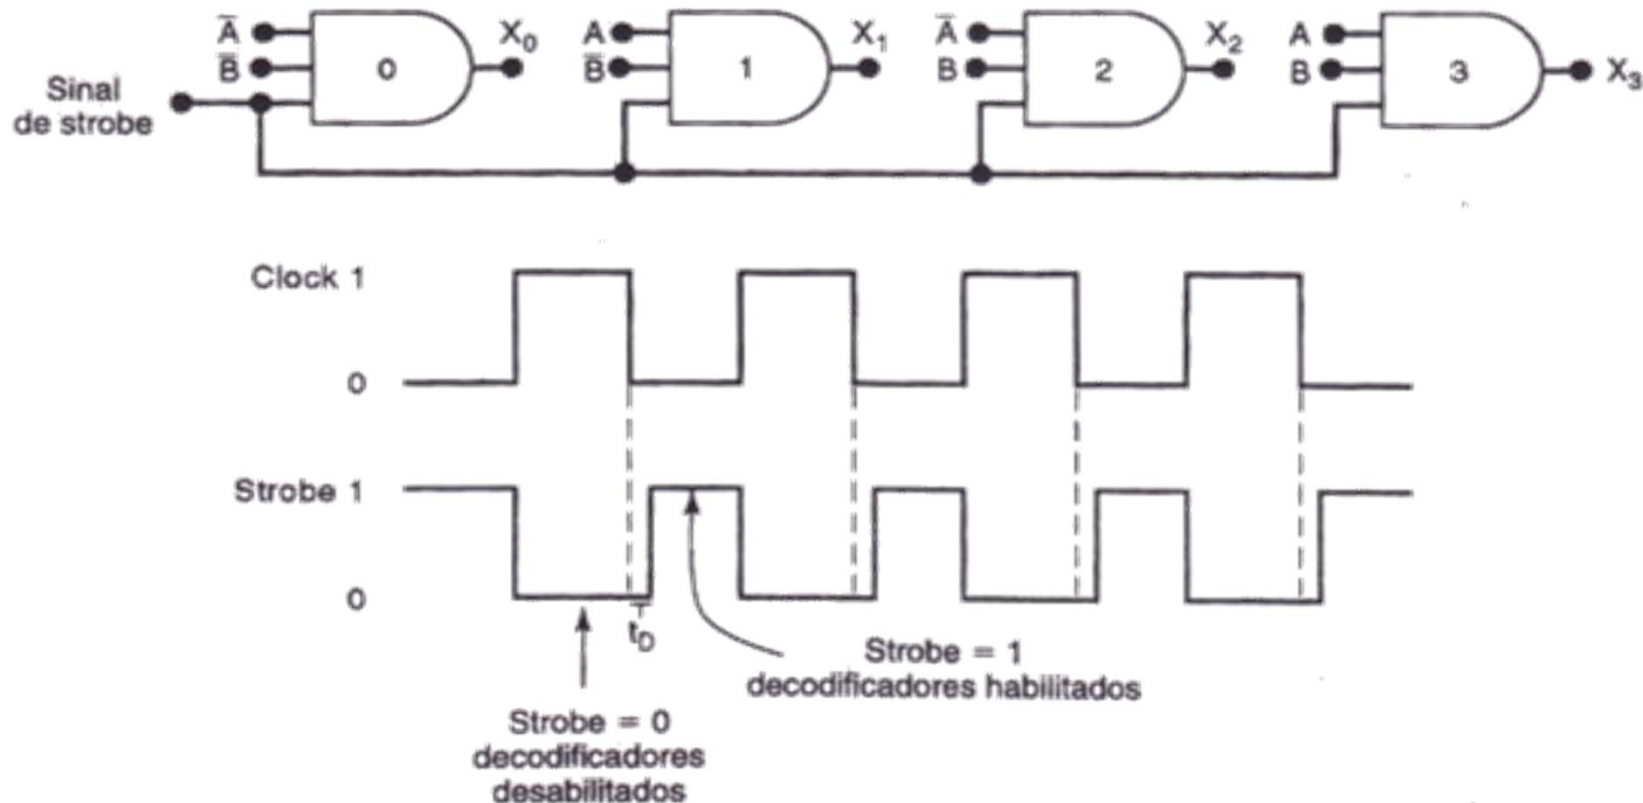 A̅
B̅
0
X₀
A
B̅
1
X₁
A̅
B
2
X₂
A
B
3
X₃
Sinal
de strobe
Clock 1
0
Strobe 1
0
t_D
Strobe = 1
decodificadores habilitados
Strobe = 0
decodificadores
desabilitados